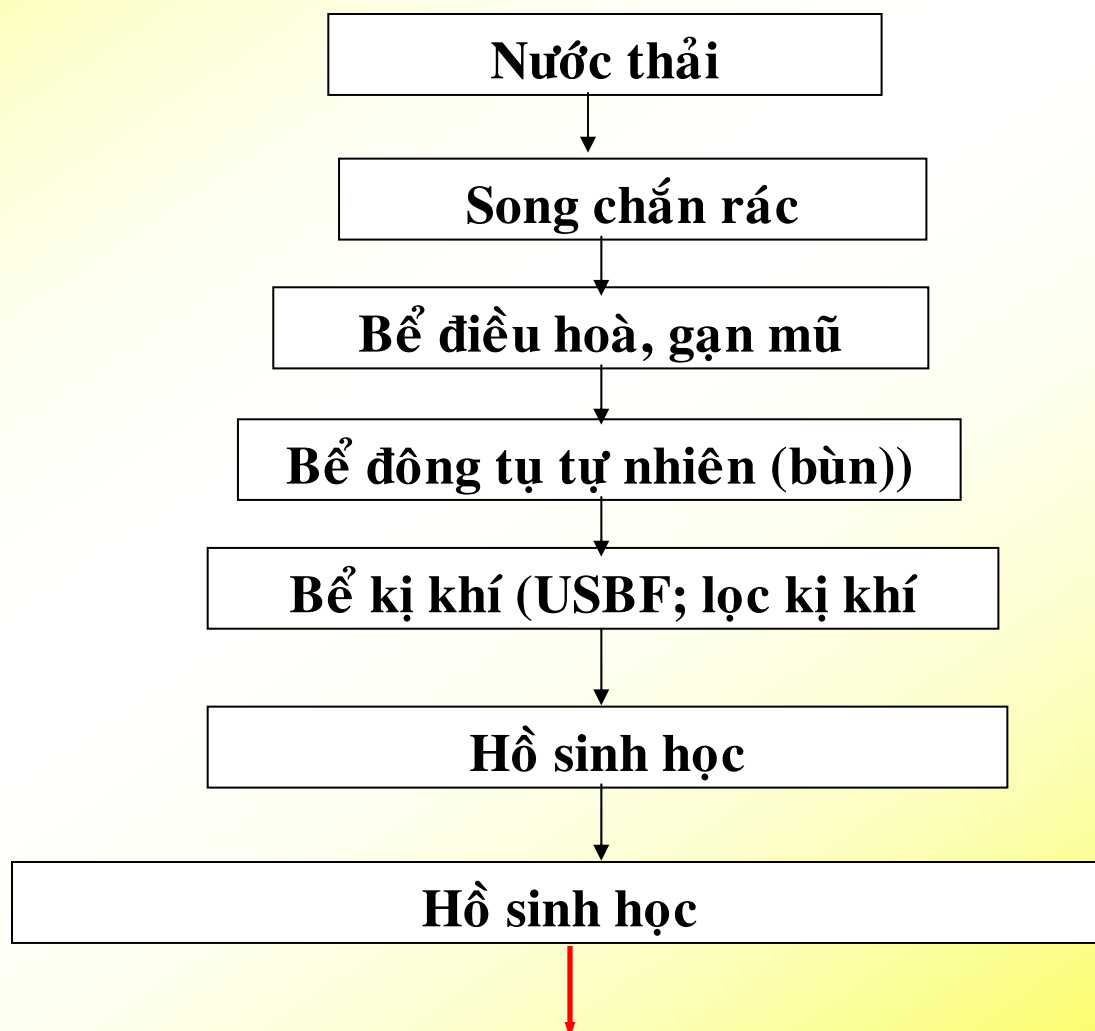 Nước thải
Song chắn rác
Bể điều hoà, gạn mũ
Bể đông tụ tự nhiên (bùn))
Bể kị khí (USBF; lọc kị khí
Hồ sinh học
Hồ sinh học